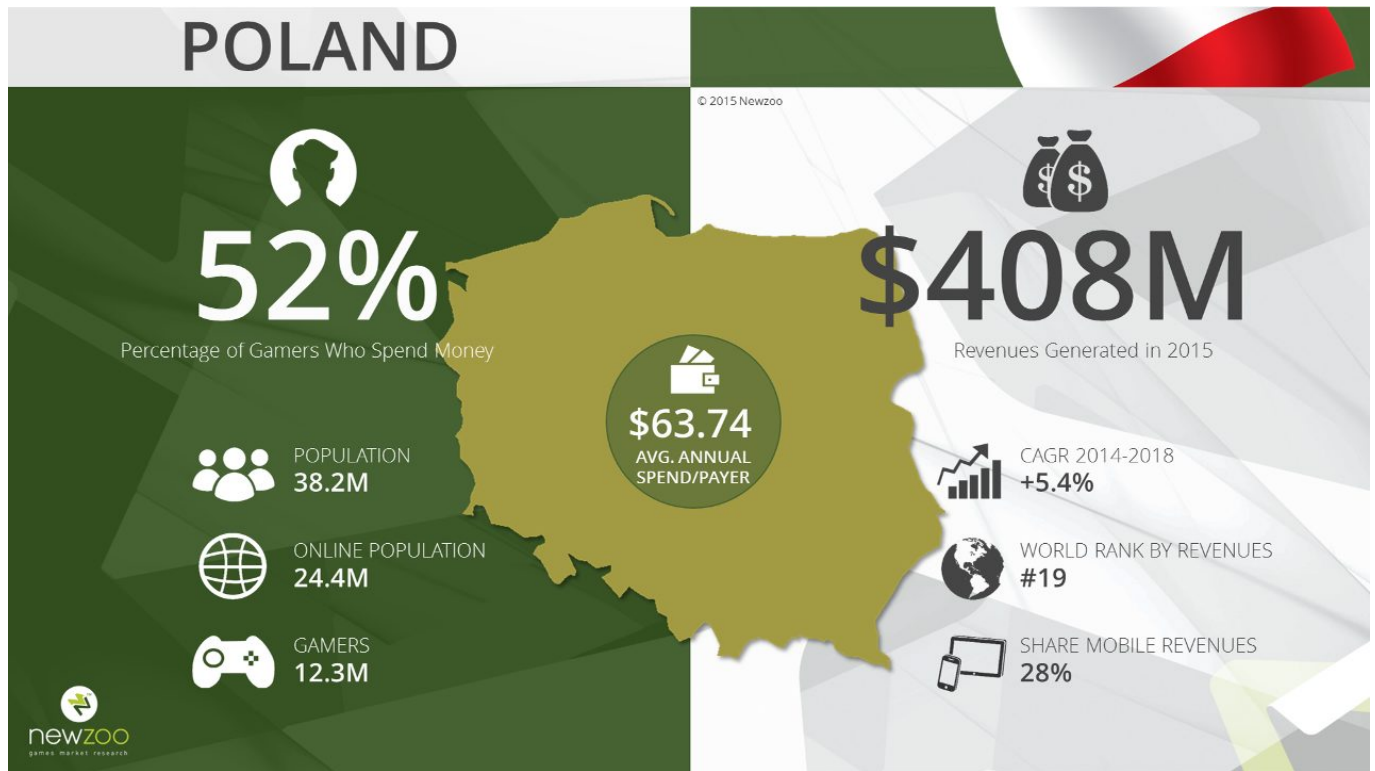 POLAND
© 2015 Newzoo
52%
Percentage of Gamers Who Spend Money
POPULATION
38.2M
ONLINE POPULATION
24.4M
GAMERS
12.3M
$63.74
AVG. ANNUAL
SPEND/PAYER
$408M
Revenues Generated in 2015
CAGR 2014-2018
+5.4%
WORLD RANK BY REVENUES
#19
SHARE MOBILE REVENUES
28%
newzoo
games market research